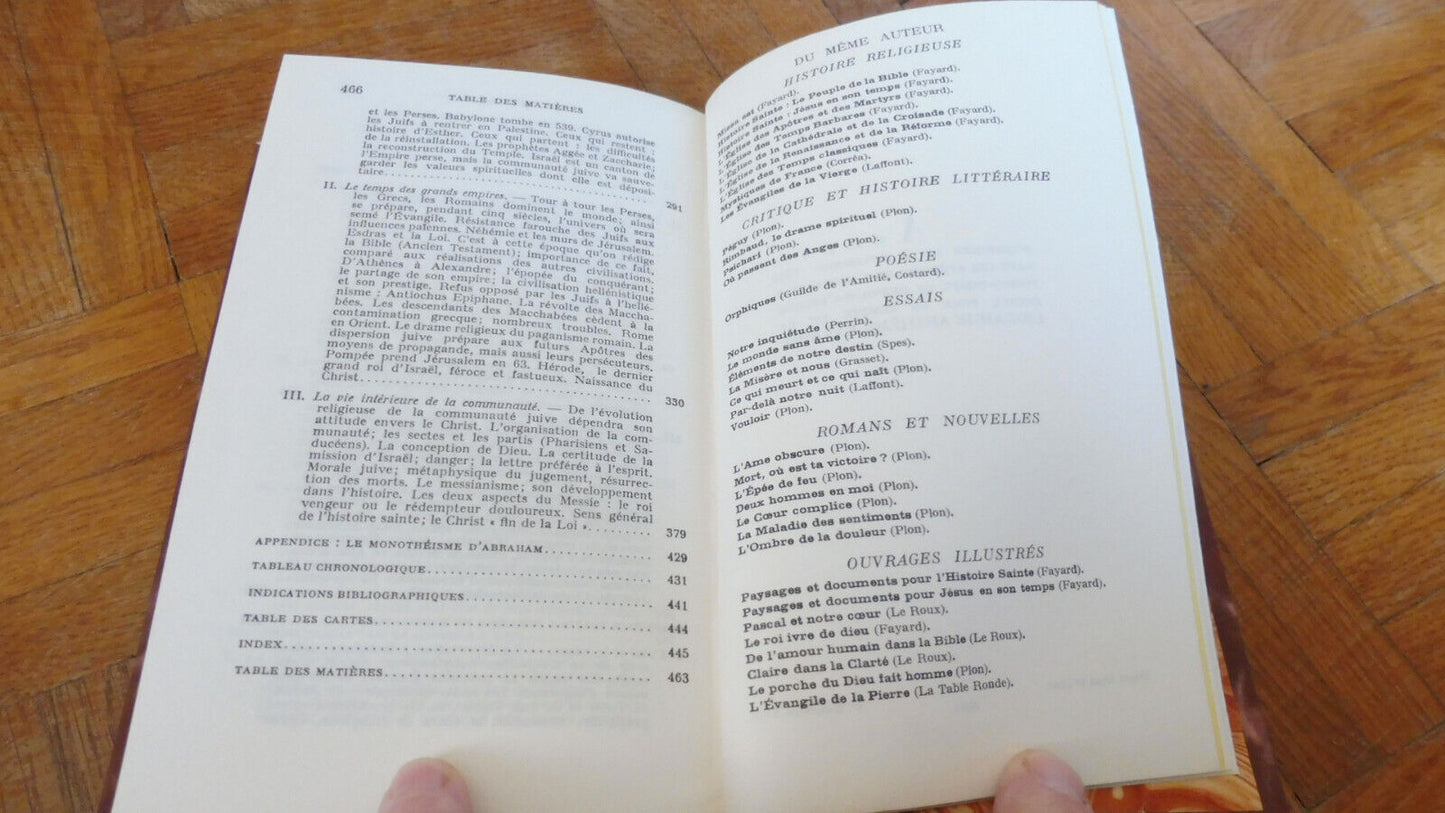 466
TABLE DES MATIÈRES
et les Perses. Babylone tombe en 539. Cyrus autorise
les Juifs à rentrer en Palestine. Ceux qui restent :
histoire d'Esther. Ceux qui partent : les difficultés
de la réinstallation. Les prophètes Aggée et Zaccharie;
la reconstruction du Temple. Israël est un canton de
l'Empire perse, mais la communauté juive va sauve-
garder les valeurs spirituelles dont elle est déposi-
taire. 291
II. Le temps des grands empires. — Tour à tour les Perses,
les Grecs, les Romains dominent le monde; ainsi
se prépare, pendant cinq siècles, l'univers où sera
semé l'Évangile. Résistance farouche des Juifs aux
influences païennes. Néhémie et les murs de Jérusalem.
Esdras et la Loi. C'est à cette époque qu'on rédige
la Bible (Ancien Testament); importance de ce fait,
comparé aux réalisations des autres civilisations.
D'Athènes à Alexandre; l'épopée du conquérant;
le partage de son empire; la civilisation hellénistique
et son prestige. Refus opposé par les Juifs à l'hellé-
nisme : Antiochus Epiphane. La révolte des Maccha-
bées. Les descendants des Macchabées cèdent à la
contamination grecque; nombreux troubles. Rome
en Orient. Le drame religieux du paganisme romain. La
dispersion juive prépare aux futurs Apôtres des
moyens de propagande, mais aussi leurs persécuteurs.
Pompée prend Jérusalem en 63. Hérode, le dernier
grand roi d'Israël, féroce et fastueux. Naissance du
Christ. 330
III. La vie intérieure de la communauté. — De l'évolution
religieuse de la communauté juive dépendra son
attitude envers le Christ. L'organisation de la com-
munauté; les sectes et les partis (Pharisiens et Sa-
ducéens). La conception de Dieu. La certitude de la
mission d'Israël; danger; la lettre préférée à l'esprit.
Morale juive; métaphysique du jugement, résurrec-
tion des morts. Le messianisme; son développement
dans l'histoire. Les deux aspects du Messie : le roi
vengeur ou le rédempteur douloureux. Sens général
de l'histoire sainte; le Christ « fin de la Loi ». 379
APPENDICE : LE MONOTHÉISME D'ABRAHAM. 429
TABLEAU CHRONOLOGIQUE. 431
INDICATIONS BIBLIOGRAPHIQUES. 441
TABLE DES CARTES. 444
INDEX. 445
TABLE DES MATIÈRES. 463
DU MÊME AUTEUR
HISTOIRE RELIGIEUSE
Missa est (Fayard).
Histoire Sainte : Le Peuple de la Bible (Fayard).
Histoire Sainte : Jésus en son temps (Fayard).
L'Église des Apôtres et des Martyrs (Fayard).
L'Église des Temps Barbares (Fayard).
L'Église de la Cathédrale et de la Croisade (Fayard).
L'Église de la Renaissance et de la Réforme (Fayard).
L'Église des Temps classiques (Fayard).
Mystiques de France (Corrêa).
Les Évangiles de la Vierge (Laffont).
CRITIQUE ET HISTOIRE LITTÉRAIRE
Péguy (Plon).
Rimbaud, le drame spirituel (Plon).
Psichari (Plon).
Où passent des Anges (Plon).
POÉSIE
Orphiques (Guilde de l'Amitié, Costard).
ESSAIS
Notre inquiétude (Perrin).
Le monde sans âme (Plon).
Éléments de notre destin (Spes).
La Misère et nous (Grasset).
Ce qui meurt et ce qui naît (Plon).
Par-delà notre nuit (Laffont).
Vouloir (Plon).
ROMANS ET NOUVELLES
L'Ame obscure (Plon).
Mort, où est ta victoire ? (Plon).
L'Épée de feu (Plon).
Deux hommes en moi (Plon).
Le Cœur complice (Plon).
La Maladie des sentiments (Plon).
L'Ombre de la douleur (Plon).
OUVRAGES ILLUSTRÉS
Paysages et documents pour l'Histoire Sainte (Fayard).
Paysages et documents pour Jésus en son temps (Fayard).
Pascal et notre cœur (Le Roux).
Le roi ivre de dieu (Fayard).
De l'amour humain dans la Bible (Le Roux).
Claire dans la Clarté (Le Roux).
Le porche du Dieu fait homme (Plon).
L'Évangile de la Pierre (La Table Ronde).